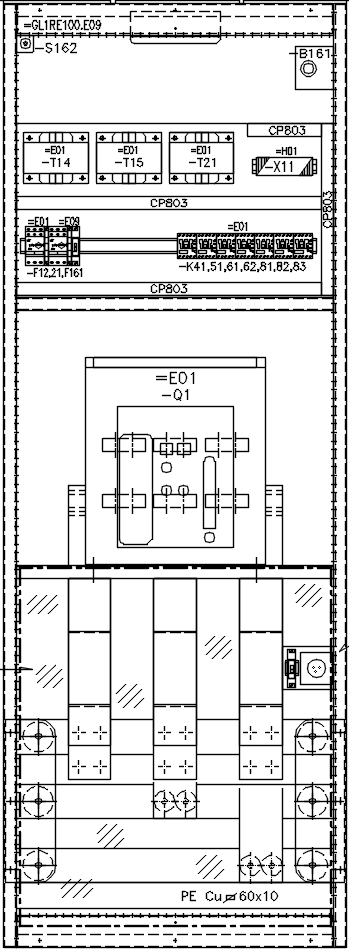 =GL1RE100.E09
-S162
-B161
CP803
=E01
-T14
=E01
-T15
=E01
-T21
=H01
-X11
CP803
CP803
=E01 =E09
-F12,21,F161
=E01
-K41,51,61,62,81,82,83
CP803
=E01
-Q1
PE Cu 60x10